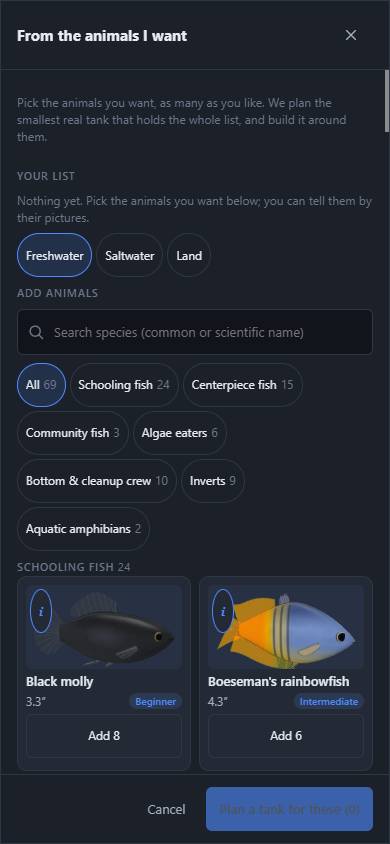 From the animals I want
Pick the animals you want, as many as you like. We plan the
smallest real tank that holds the whole list, and build it around
them.
YOUR LIST
Nothing yet. Pick the animals you want below; you can tell them by
their pictures.
Freshwater Saltwater Land
ADD ANIMALS
Search species (common or scientific name)
All 69 Schooling fish 24 Centerpiece fish 15
Community fish 3 Algae eaters 6
Bottom & cleanup crew 10 Inverts 9
Aquatic amphibians 2
SCHOOLING FISH 24
i i
Black molly Boeseman's rainbowfish
3.3" Beginner 4.3" Intermediate
Add 8 Add 6
Cancel Plan a tank for these (0)